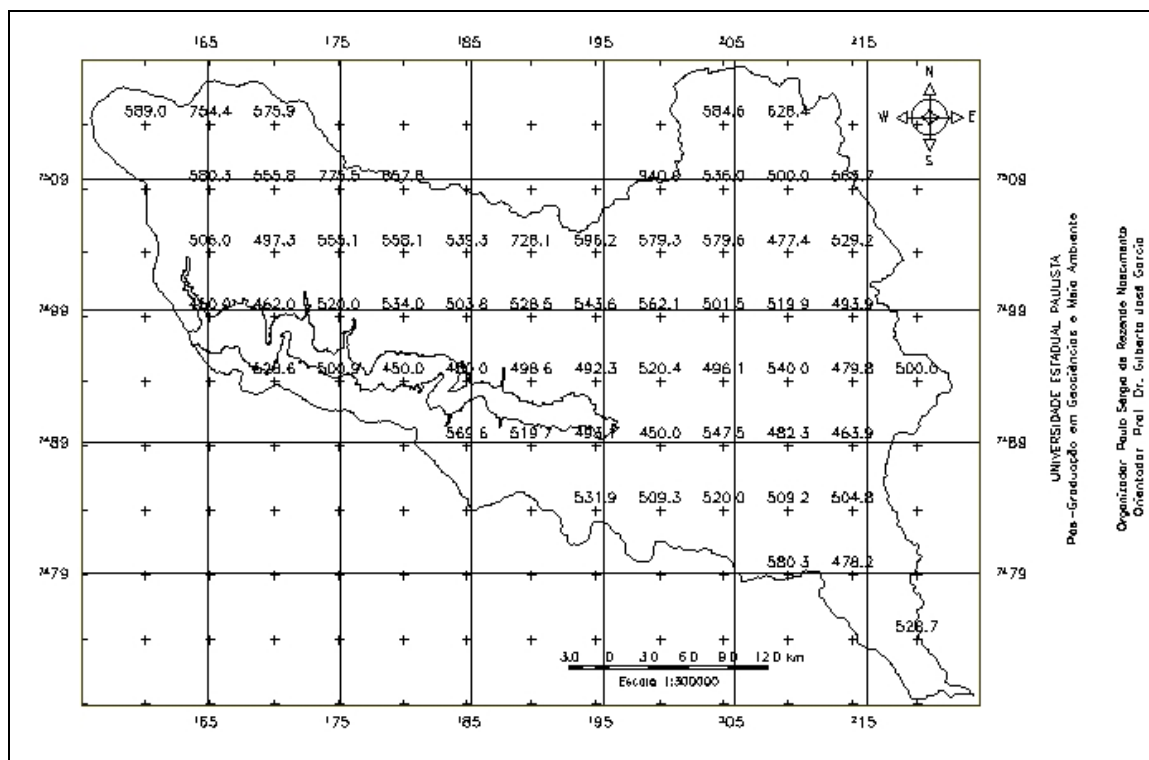 165 175 185 195 205 215
N
W E
S
589.0 754.4 575.9 584.6 628.4
7509 580.3 555.8 775.5 536.0 500.0 7509
506.0 497.3 555.1 558.1 539.3 728.1 596.2 579.3 579.6 477.4 529.2
7499 462.0 520.0 534.0 503.8 528.5 543.6 562.1 501.5 519.9 493.9 7499
500.9 450.0 498.6 492.3 520.4 496.1 540.0 479.8 500.0
7489 569.6 519.7 450.0 547.5 482.3 463.9 7489
531.9 509.3 520.0 509.2 504.8
7479 580.3 478.2 7479
528.7
3.0 0 3.0 6.0 9.0 12.0 km
Escala 1:300000
165 175 185 195 205 215
UNIVERSIDADE ESTADUAL PAULISTA
Pós-Graduação em Geociências e Meio Ambiente
Organizador Paulo Sérgio de Rezende Nascimento
Orientador Prof. Dr. Gilberto José Garcia